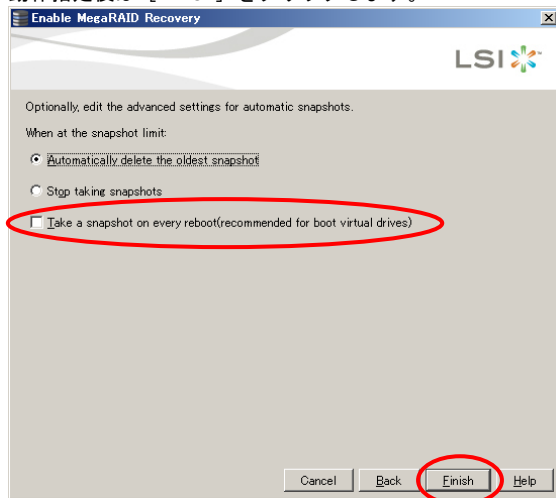 Enable MegaRAID Recovery
LSI
Optionally, edit the advanced settings for automatic snapshots.
When at the snapshot limit:
Automatically delete the oldest snapshot
Stop taking snapshots
Take a snapshot on every reboot(recommended for boot virtual drives)
Cancel Back Finish Help